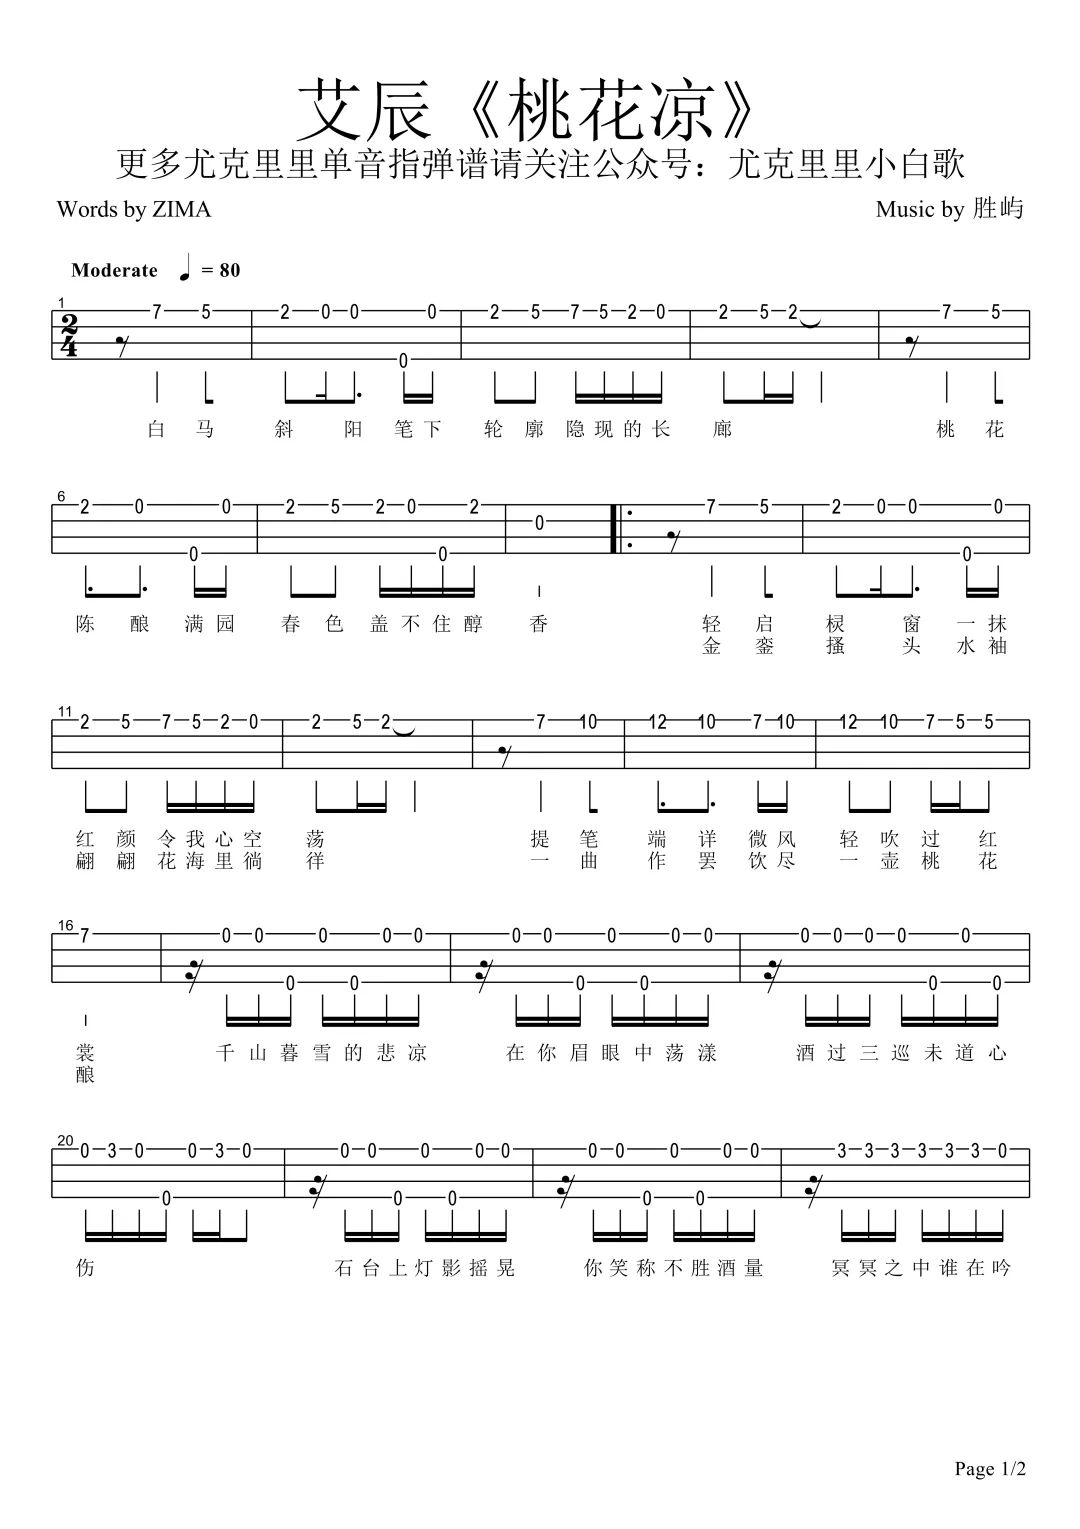 艾辰《桃花凉》
更多尤克里里单音指弹谱请关注公众号：尤克里里小白歌
Words by ZIMA
Music by 胜屿
Moderate = 80
1
2 4
7 5 2 0 0 0 0 2 5 7 5 2 0 2 5 2 7 5
白 马 斜 阳 笔 下 轮 廓 隐 现 的 长 廊 桃 花
6
2 0 0 0 2 5 2 0 0 2 0 7 5 2 0 0 0 0
陈 酿 满 园 春 色 盖 不 住 醇 香 轻 启 棂 窗 一 抹
金 銮 搔 头 水 袖
11
2 5 7 5 2 0 2 5 2 7 10 12 10 7 10 12 10 7 5 5
红 颜 令 我 心 空 荡 提 笔 端 详 微 风 轻 吹 过 红
翩 翩 花 海 里 徜 徉 一 曲 作 罢 饮 尽 一 壶 桃 花
16
7 0 0 0 0 0 0 0 0 0 0 0 0 0 0 0 0 0 0 0 0 0
裳 千 山 暮 雪 的 悲 凉 在 你 眉 眼 中 荡 漾 酒 过 三 巡 未 道 心
酿
20
0 3 0 0 0 3 0 0 0 0 0 0 0 0 0 0 0 0 0 0 0 3 3 3 3 3 3 0
伤 石 台 上 灯 影 摇 晃 你 笑 称 不 胜 酒 量 冥 冥 之 中 谁 在 吟
Page 1/2